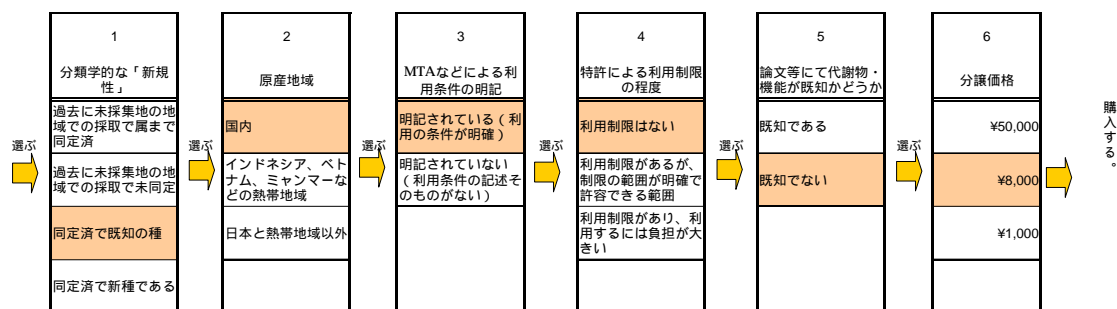 1
分類学的な「新規
性」
過去に未採集地の地
域での採取で属まで
同定済
過去に未採集地の地
域での採取で未同定
同定済で既知の種
同定済で新種である
選ぶ
2
原産地域
国内
インドネシア、ベト
ナム、ミャンマーな
どの熱帯地域
日本と熱帯地域以外
選ぶ
3
MTAなどによる利
用条件の明記
明記されている（利
用の条件が明確）
明記されていない
（利用条件の記述そ
のものがない）
選ぶ
4
特許による利用制限
の程度
利用制限はない
利用制限があるが、
制限の範囲が明確で
許容できる範囲
利用制限があり、利
用するには負担が大
きい
選ぶ
5
論文等にて代謝物・
機能が既知かどうか
既知である
既知でない
選ぶ
6
分譲価格
¥50,000
¥8,000
¥1,000
選ぶ
購入する。